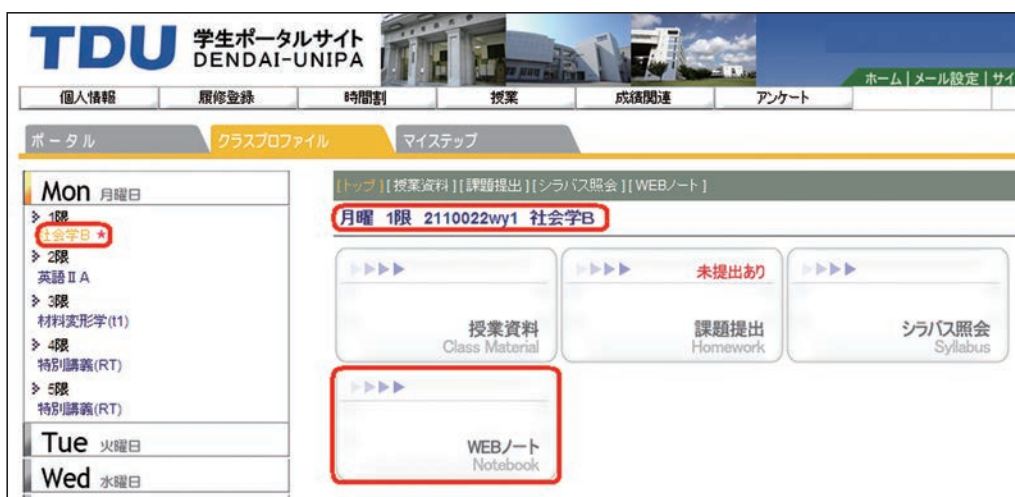 TDU 学生ポータルサイト
DENDAI-UNIPA
ホーム | メール設定 | サイ
個人情報 履修登録 時間割 授業 成績関連 アンケート
ポータル クラスプロファイル マイステップ
Mon 月曜日
1限
社会学B ★
2限
英語ⅡA
3限
材料変形学(t1)
4限
特別講義(RT)
5限
特別講義(RT)
Tue 火曜日
Wed 水曜日
[トップ][授業資料][課題提出][シラバス照会][WEBノート]
月曜 1限 2110022wy1 社会学B
授業資料
Class Material
未提出あり
課題提出
Homework
シラバス照会
Syllabus
WEBノート
Notebook